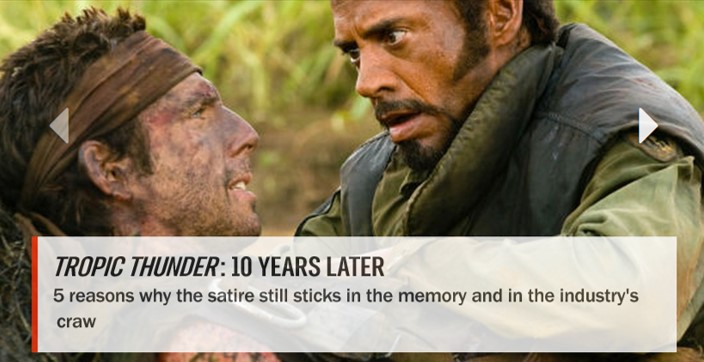 TROPIC THUNDER: 10 YEARS LATER
5 reasons why the satire still sticks in the memory and in the industry's
craw